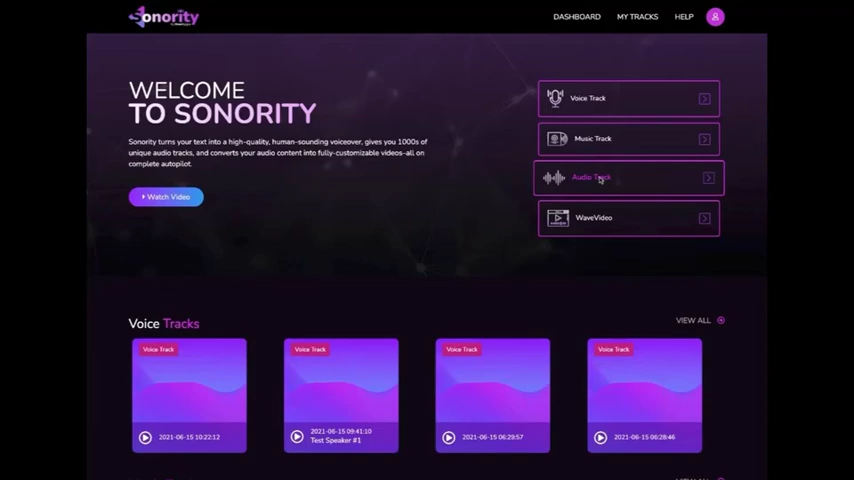 Sonority
DASHBOARD
MY TRACKS
HELP
WELCOME
TO SONORITY
Sonority turns your text into a high-quality, human-sounding voiceover, gives you 1000s of
unique audio tracks, and converts your audio content into fully-customizable videos–all on
complete autopilot.
Watch Video
Voice Track
Music Track
Audio Track
WaveVideo
Voice Tracks
VIEW ALL
Voice Track
2021-06-15 10:22:12
Voice Track
2021-06-15 09:41:10
Test Speaker #1
Voice Track
2021-06-15 06:29:57
Voice Track
2021-06-15 06:28:46